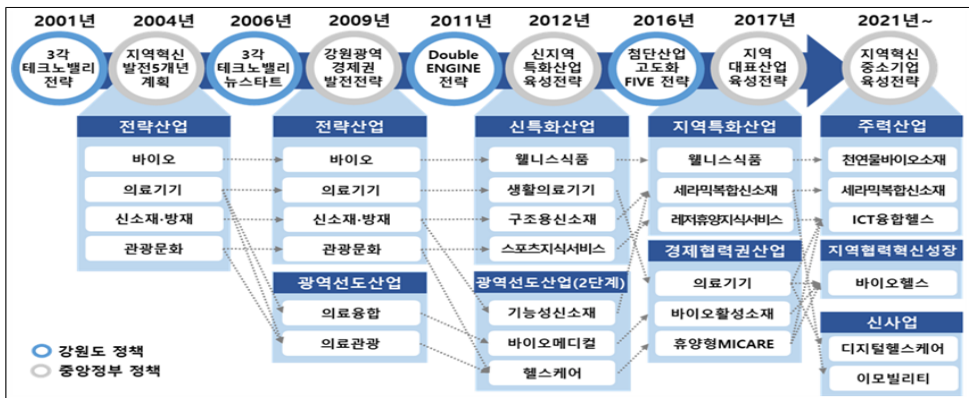 2001년 2004년 2006년 2009년 2011년 2012년 2016년 2017년 2021년~
3각
테크노밸리
전략
지역혁신
발전5개년
계획
3각
테크노밸리
뉴스타트
강원광역
경제권
발전전략
Double
ENGINE
전략
신지역
특화산업
육성전략
첨단산업
고도화
FIVE 전략
지역
대표산업
육성전략
지역혁신
중소기업
육성전략
전략산업
바이오
의료기기
신소재·방재
관광문화
전략산업
바이오
의료기기
신소재·방재
관광문화
광역선도산업
의료융합
의료관광
신특화산업
웰니스식품
생활의료기기
구조용신소재
스포츠지식서비스
광역선도산업(2단계)
기능성신소재
바이오메디컬
헬스케어
지역특화산업
웰니스식품
세라믹복합신소재
레저휴양지식서비스
경제협력권산업
의료기기
바이오활성소재
휴양형MICARE
주력산업
천연물바이오소재
세라믹복합신소재
ICT융합헬스
지역협력혁신성장
바이오헬스
신사업
디지털헬스케어
이모빌리티
강원도 정책
중앙정부 정책